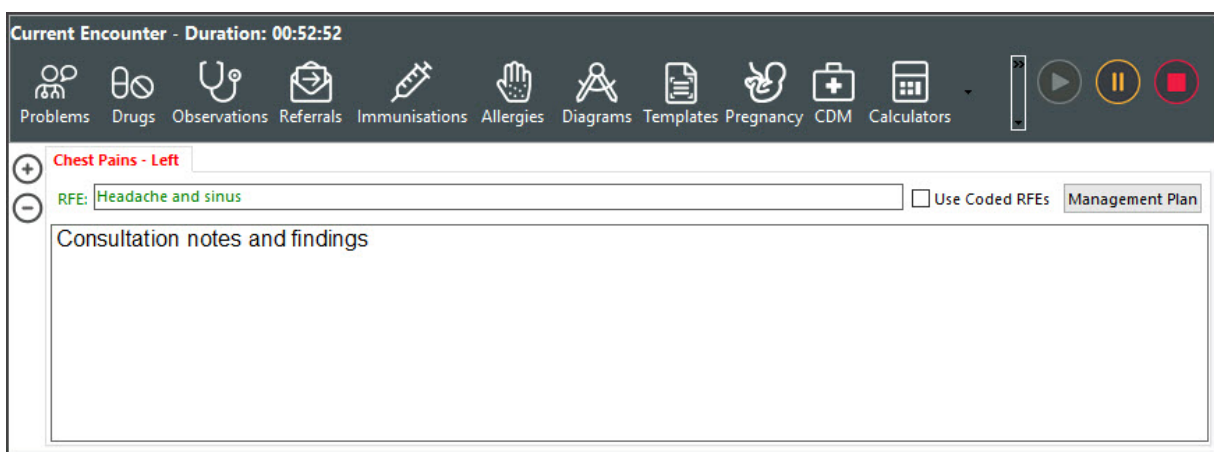 Current Encounter - Duration: 00:52:52
Problems Drugs Observations Referrals Immunisations Allergies Diagrams Templates Pregnancy CDM Calculators
Chest Pains - Left
RFE: Headache and sinus Use Coded RFEs Management Plan
Consultation notes and findings